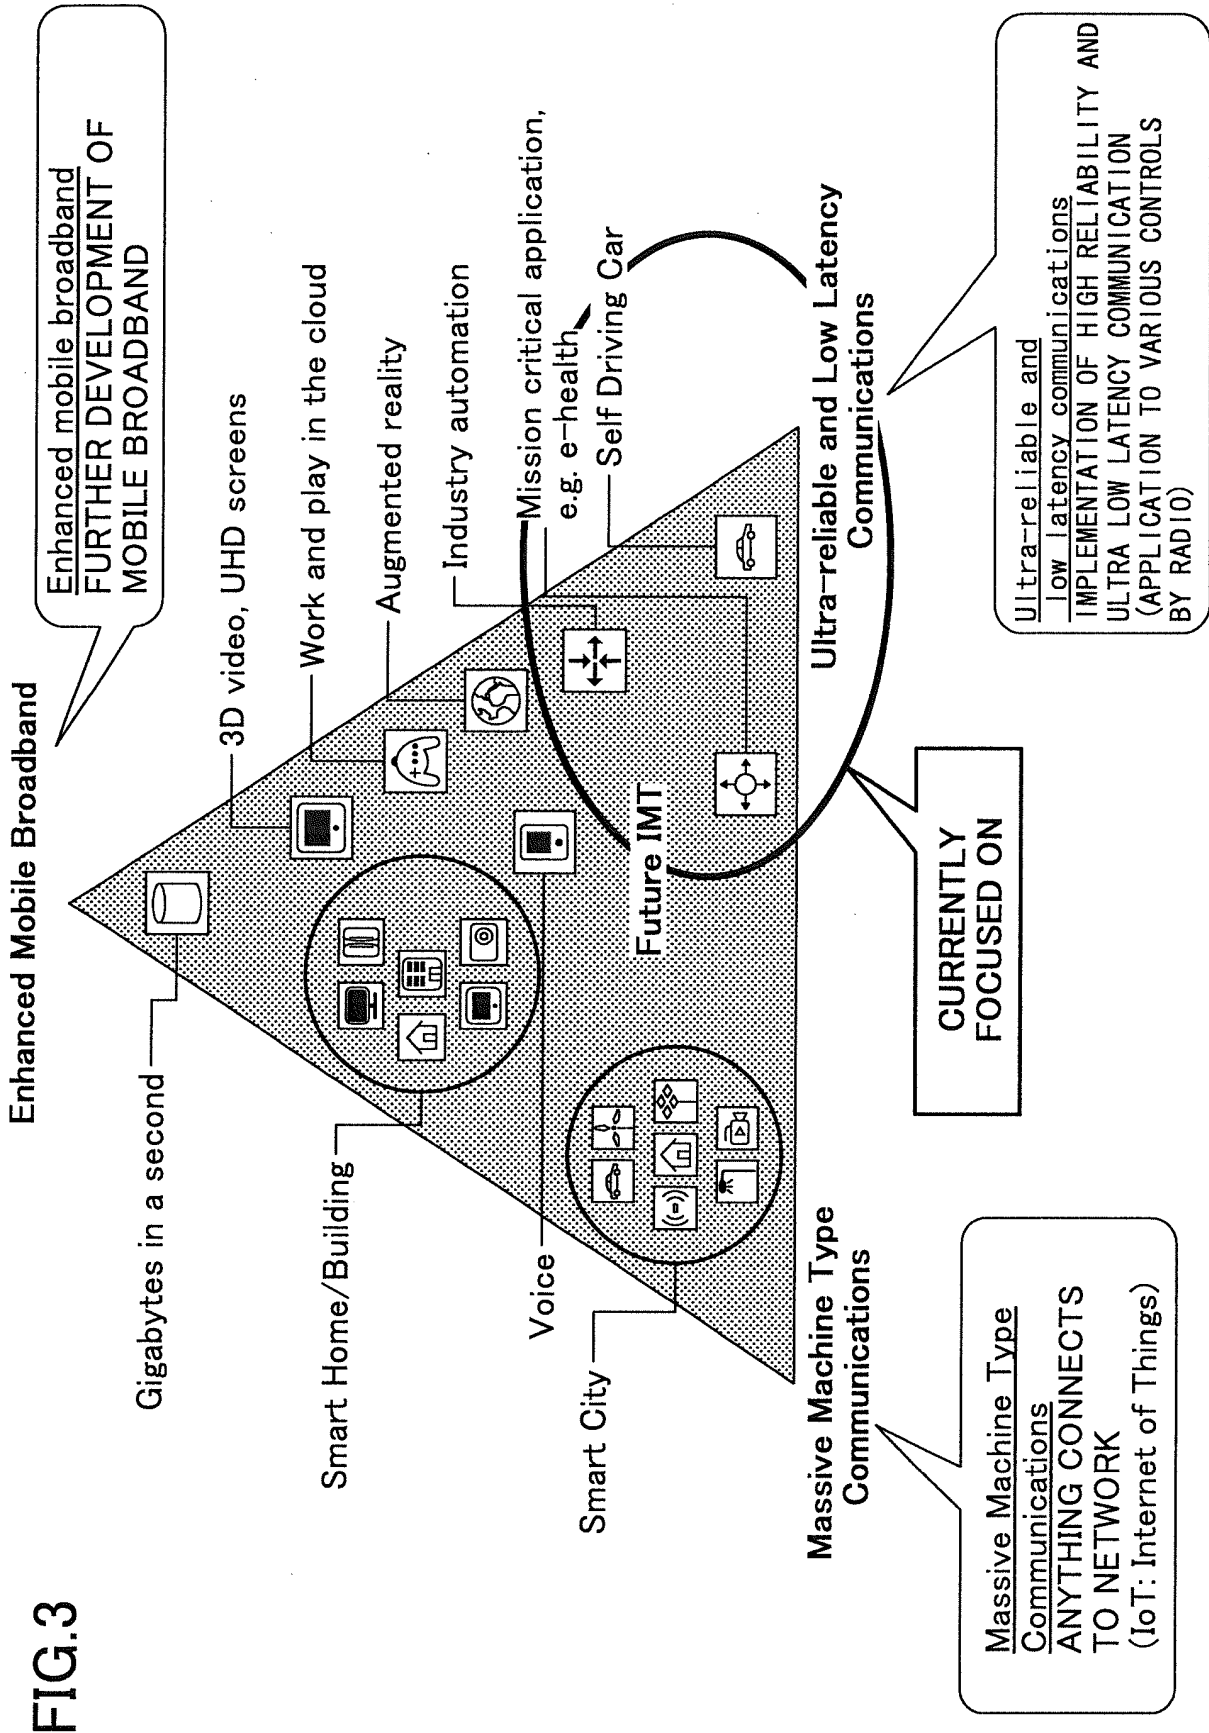 FIG.3
Enhanced Mobile Broadband
Enhanced mobile broadband
FURTHER DEVELOPMENT OF
MOBILE BROADBAND
Gigabytes in a second
3D video, UHD screens
Smart Home/Building
Work and play in the cloud
Augmented reality
Voice
Industry automation
Smart City
Mission critical application,
e.g. e-health
Self Driving Car
Future IMT
Massive Machine Type
Communications
Ultra-reliable and Low Latency
Communications
CURRENTLY
FOCUSED ON
Massive Machine Type
Communications
ANYTHING CONNECTS
TO NETWORK
(IoT: Internet of Things)
Ultra-reliable and
low latency communications
IMPLEMENTATION OF HIGH RELIABILITY AND
ULTRA LOW LATENCY COMMUNICATION
(APPLICATION TO VARIOUS CONTROLS
BY RADIO)